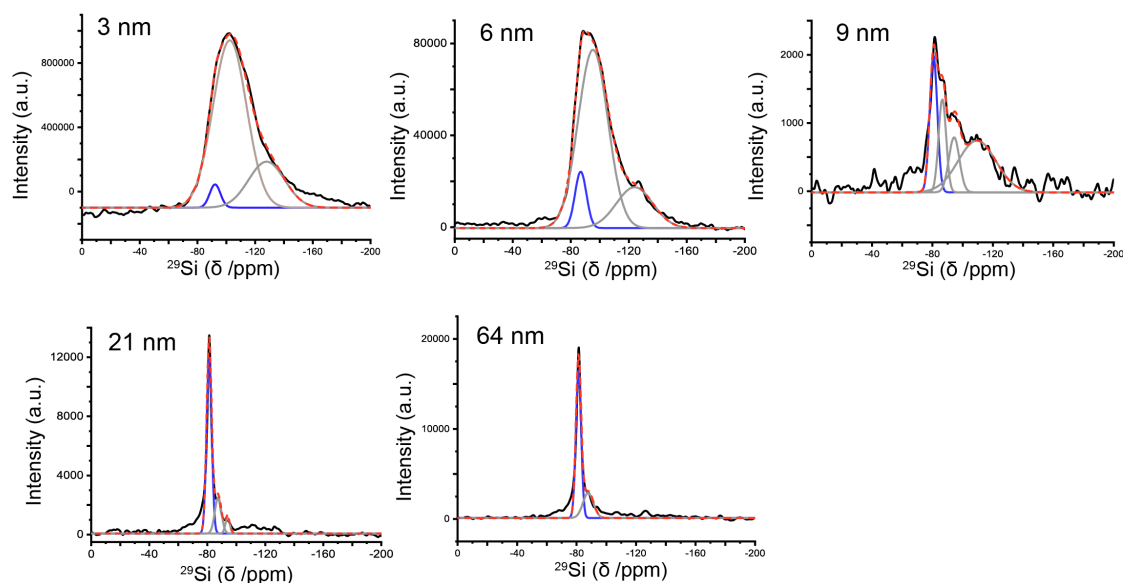 3 nm
Intensity (a.u.)
800000
400000
0
0 -40 -80 -120 -160 -200
²⁹Si (δ /ppm)
6 nm
Intensity (a.u.)
80000
40000
0
0 -40 -80 -120 -160 -200
²⁹Si (δ /ppm)
9 nm
Intensity (a.u.)
2000
1000
0
0 -40 -80 -120 -160 -200
²⁹Si (δ /ppm)
21 nm
Intensity (a.u.)
12000
8000
4000
0
0 -40 -80 -120 -160 -200
²⁹Si (δ /ppm)
64 nm
Intensity (a.u.)
20000
10000
0
0 -40 -80 -120 -160 -200
²⁹Si (δ /ppm)